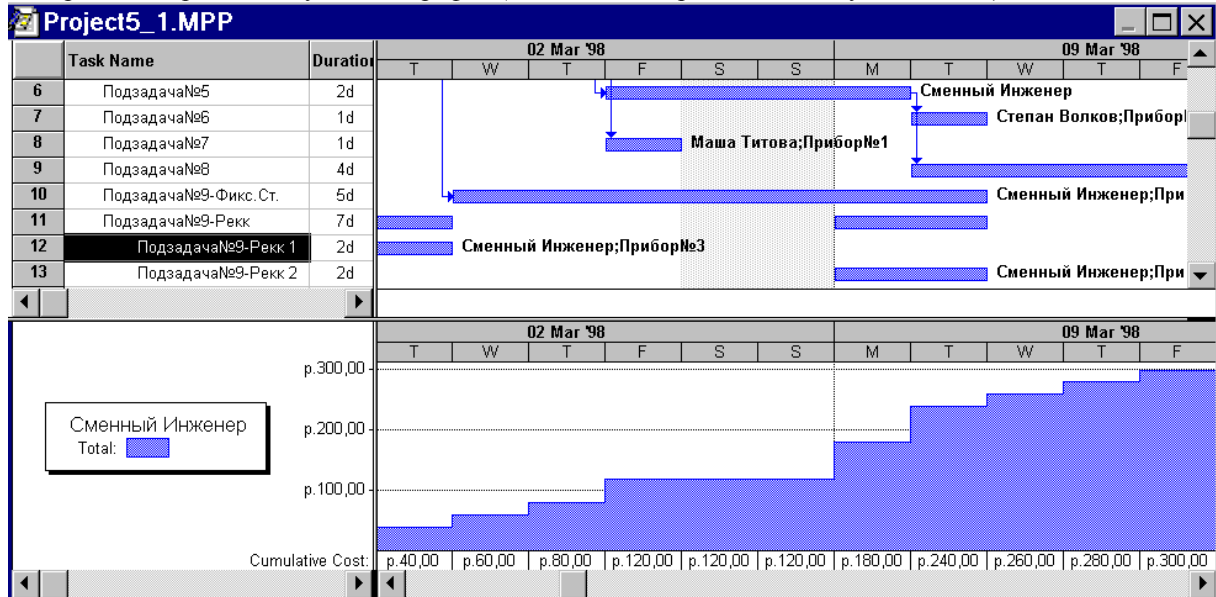 Project5_1.MPP
Task Name Duration 02 Mar '98 09 Mar '98
T W T F S S M T W T F
6 Подзадача№5 2d Сменный Инженер
7 Подзадача№6 1d Степан Волков;Прибор
8 Подзадача№7 1d Маша Титова;Прибор№1
9 Подзадача№8 4d
10 Подзадача№9-Фикс.Ст. 5d Сменный Инженер;При
11 Подзадача№9-Рекк 7d
12 Подзадача№9-Рекк 1 2d Сменный Инженер;Прибор№3
13 Подзадача№9-Рекк 2 2d Сменный Инженер;При
02 Mar '98 09 Mar '98
T W T F S S M T W T F
р.300,00
Сменный Инженер
р.200,00
Total:
р.100,00
Cumulative Cost: р.40,00 р.60,00 р.80,00 р.120,00 р.120,00 р.120,00 р.180,00 р.240,00 р.260,00 р.280,00 р.300,00